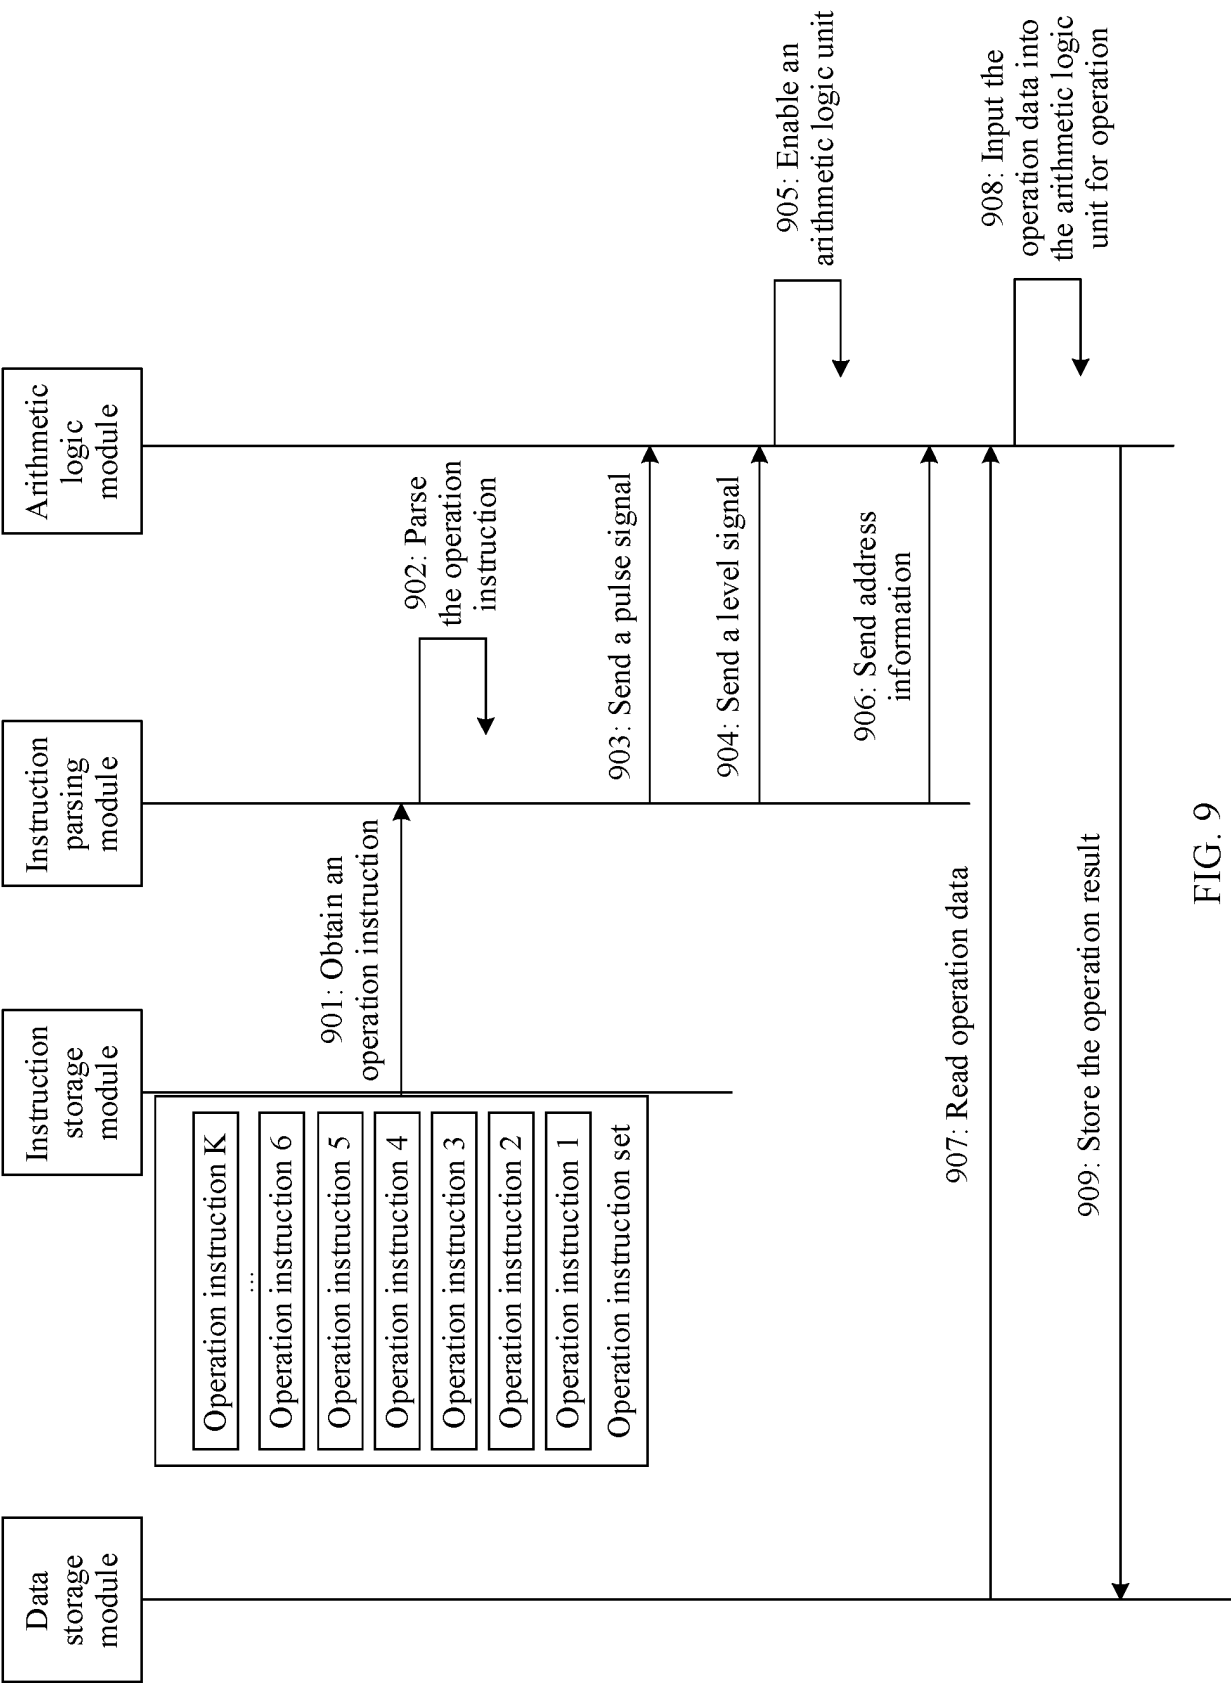 Data
storage
module
Instruction
storage
module
Instruction
parsing
module
Arithmetic
logic
module
Operation instruction K
...
Operation instruction 6
Operation instruction 5
Operation instruction 4
Operation instruction 3
Operation instruction 2
Operation instruction 1
Operation instruction set
901: Obtain an
operation instruction
902: Parse
the operation
instruction
903: Send a pulse signal
904: Send a level signal
905: Enable an
arithmetic logic unit
906: Send address
information
907: Read operation data
908: Input the
operation data into
the arithmetic logic
unit for operation
909: Store the operation result
FIG. 9